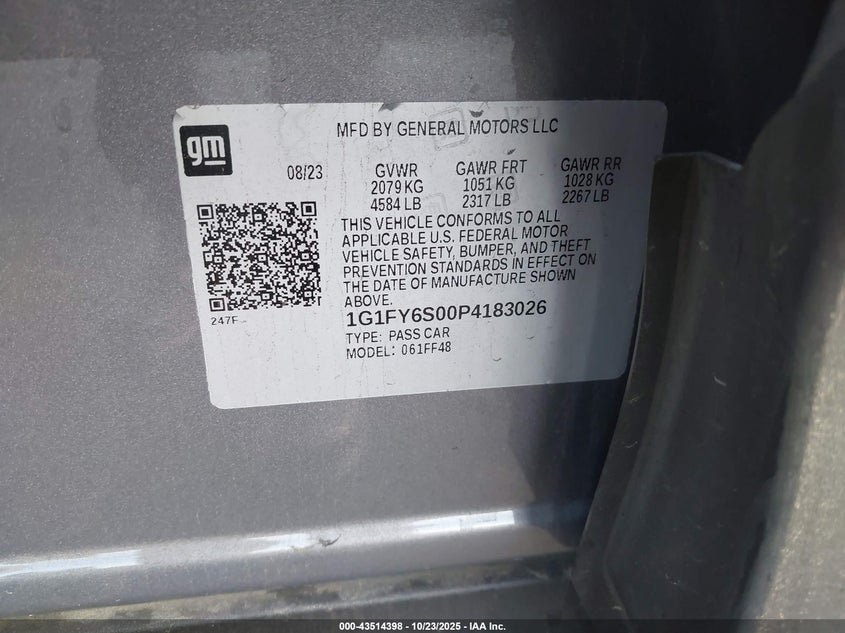 MFD BY GENERAL MOTORS LLC
gm
08/23
GVWR GAWR FRT GAWR RR
2079 KG 1051 KG 1028 KG
4584 LB 2317 LB 2267 LB
THIS VEHICLE CONFORMS TO ALL
APPLICABLE U.S. FEDERAL MOTOR
VEHICLE SAFETY, BUMPER, AND THEFT
PREVENTION STANDARDS IN EFFECT ON
THE DATE OF MANUFACTURE SHOWN
ABOVE.
247F
1G1FY6S00P4183026
TYPE: PASS CAR
MODEL: 061FF48
000-43514398 - 10/23/2025 - IAA Inc.